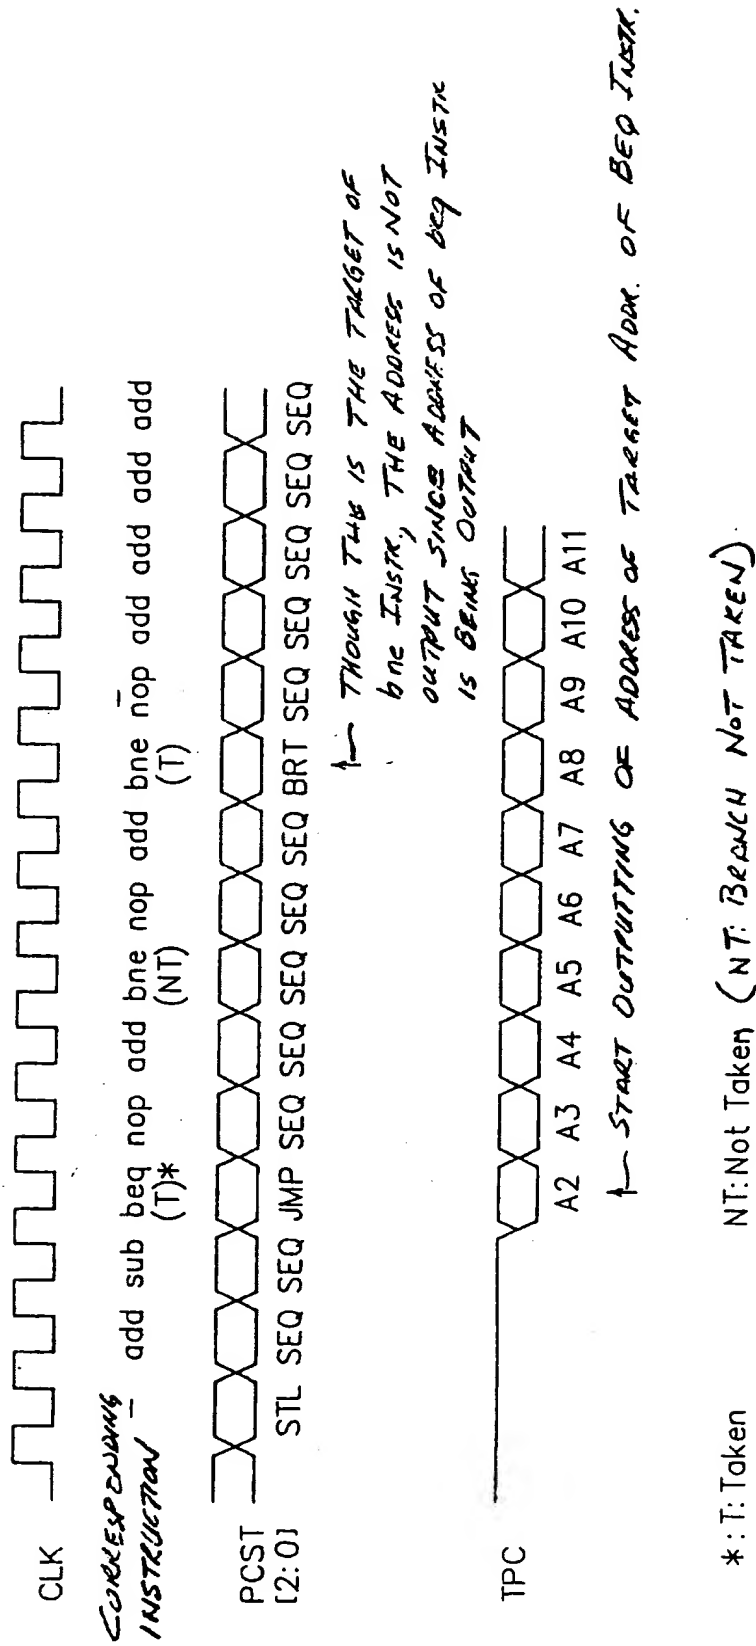 CLK
CORRESPONDING
INSTRUCTION
— add sub beq nop add bne nop add bne nop add add add add
(T)* (NT) (T)
PCST
[2:0]
STL SEQ SEQ JMP SEQ SEQ SEQ SEQ SEQ BRT SEQ SEQ SEQ SEQ SEQ
THOUGH THIS IS THE TARGET OF
bne INSTR., THE ADDRESS IS NOT
OUTPUT SINCE ADDRESS OF beq INSTR
IS BEING OUTPUT
TPC
A2 A3 A4 A5 A6 A7 A8 A9 A10 A11
START OUTPUTTING OF ADDRESS OF TARGET ADDR. OF BEQ INSTR.
*: T: Taken NT: Not Taken (NT: BRANCH NOT TAKEN)